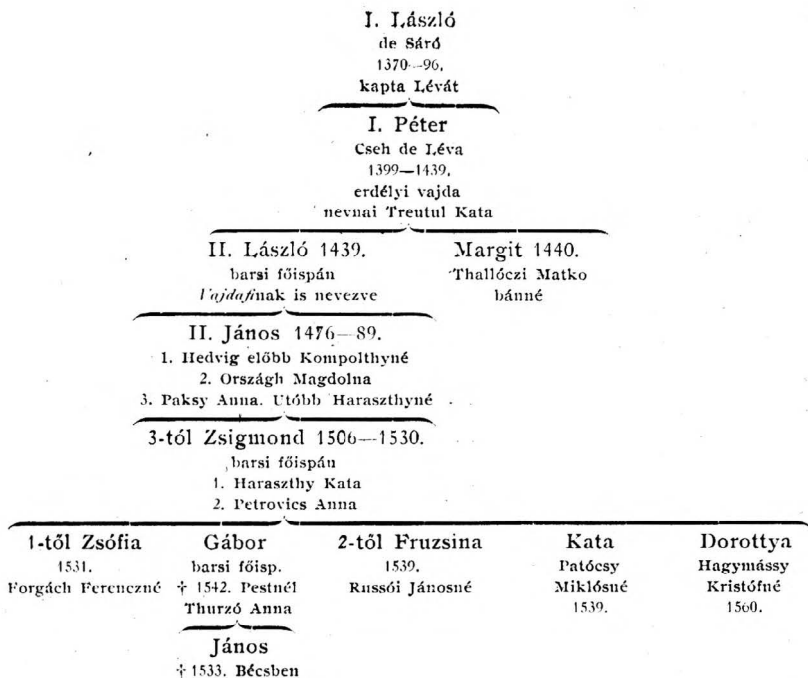 I. László
de Sáró
1370–96.
kapta Lévát
I. Péter
Cseh de Léva
1399—1439.
erdélyi vajda
nevnai Treutul Kata
II. László 1439.
barsi főispán
Vajdafinak is nevezve
Margit 1440.
Thallóczi Matko
bánné
II. János 1476—89.
1. Hedvig előbb Kompolthyné
2. Országh Magdolna
3. Paksy Anna. Utóbb Haraszthyné
3-tól Zsigmond 1506—1530.
barsi főispán
1. Haraszthy Kata
2. Petrovics Anna
1-től Zsófia
1531.
Forgách Ferenczné
Gábor
barsi főisp.
† 1542. Pestnél
Thurzó Anna
2-től Fruzsina
1539.
Russói Jánosné
Kata
Patócsy
Miklósné
1539.
Dorottya
Hagymássy
Kristófné
1560.
János
† 1533. Bécsben